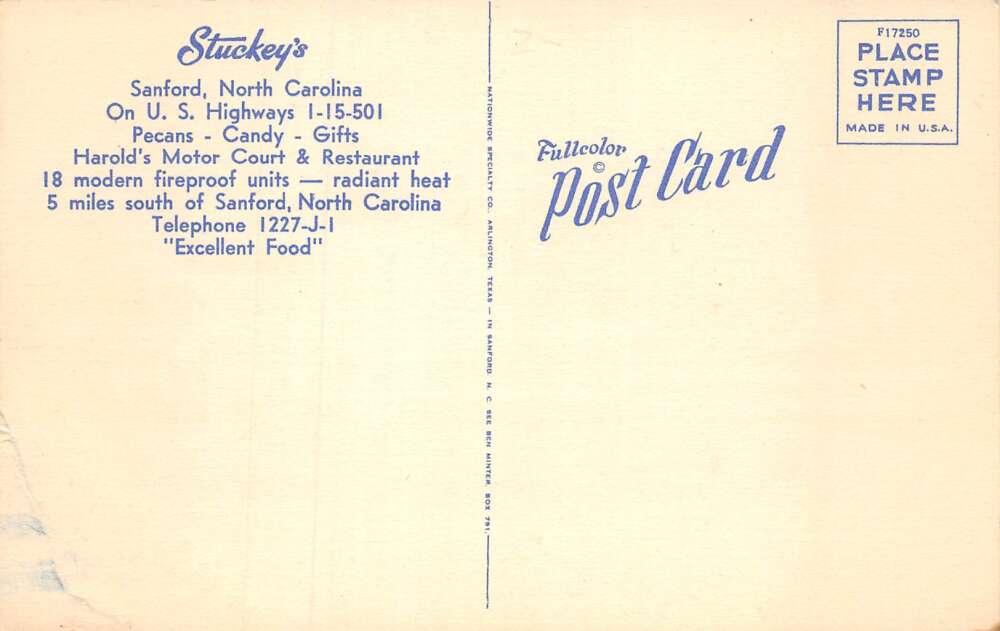 Stuckey's
Sanford, North Carolina
On U. S. Highways 1-15-501
Pecans - Candy - Gifts
Harold's Motor Court & Restaurant
18 modern fireproof units — radiant heat
5 miles south of Sanford, North Carolina
Telephone 1227-J-1
"Excellent Food"
NATIONWIDE SPECIALTY CO., ARLINGTON, TEXAS — IN SANFORD, N. C. SEE BEN MINTER, BOX 791.
Fullcolor
©
Post Card
F17250
PLACE
STAMP
HERE
MADE IN U.S.A.